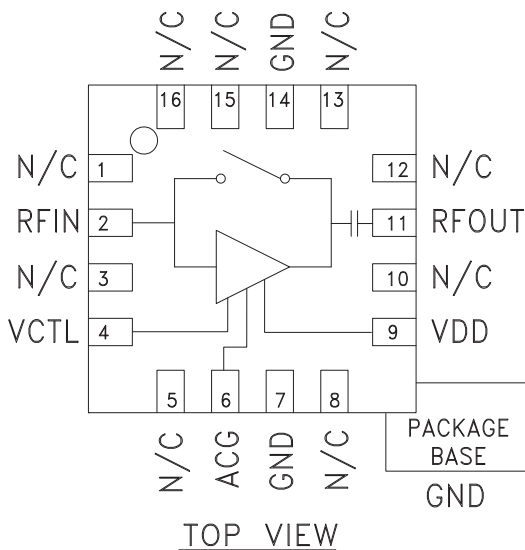 N/C
N/C
GND
N/C
16
15
14
13
N/C
1
12
N/C
RFIN
2
11
RFOUT
N/C
3
10
N/C
VCTL
4
9
VDD
5
6
7
8
N/C
ACG
GND
N/C
PACKAGE
BASE
GND
TOP VIEW